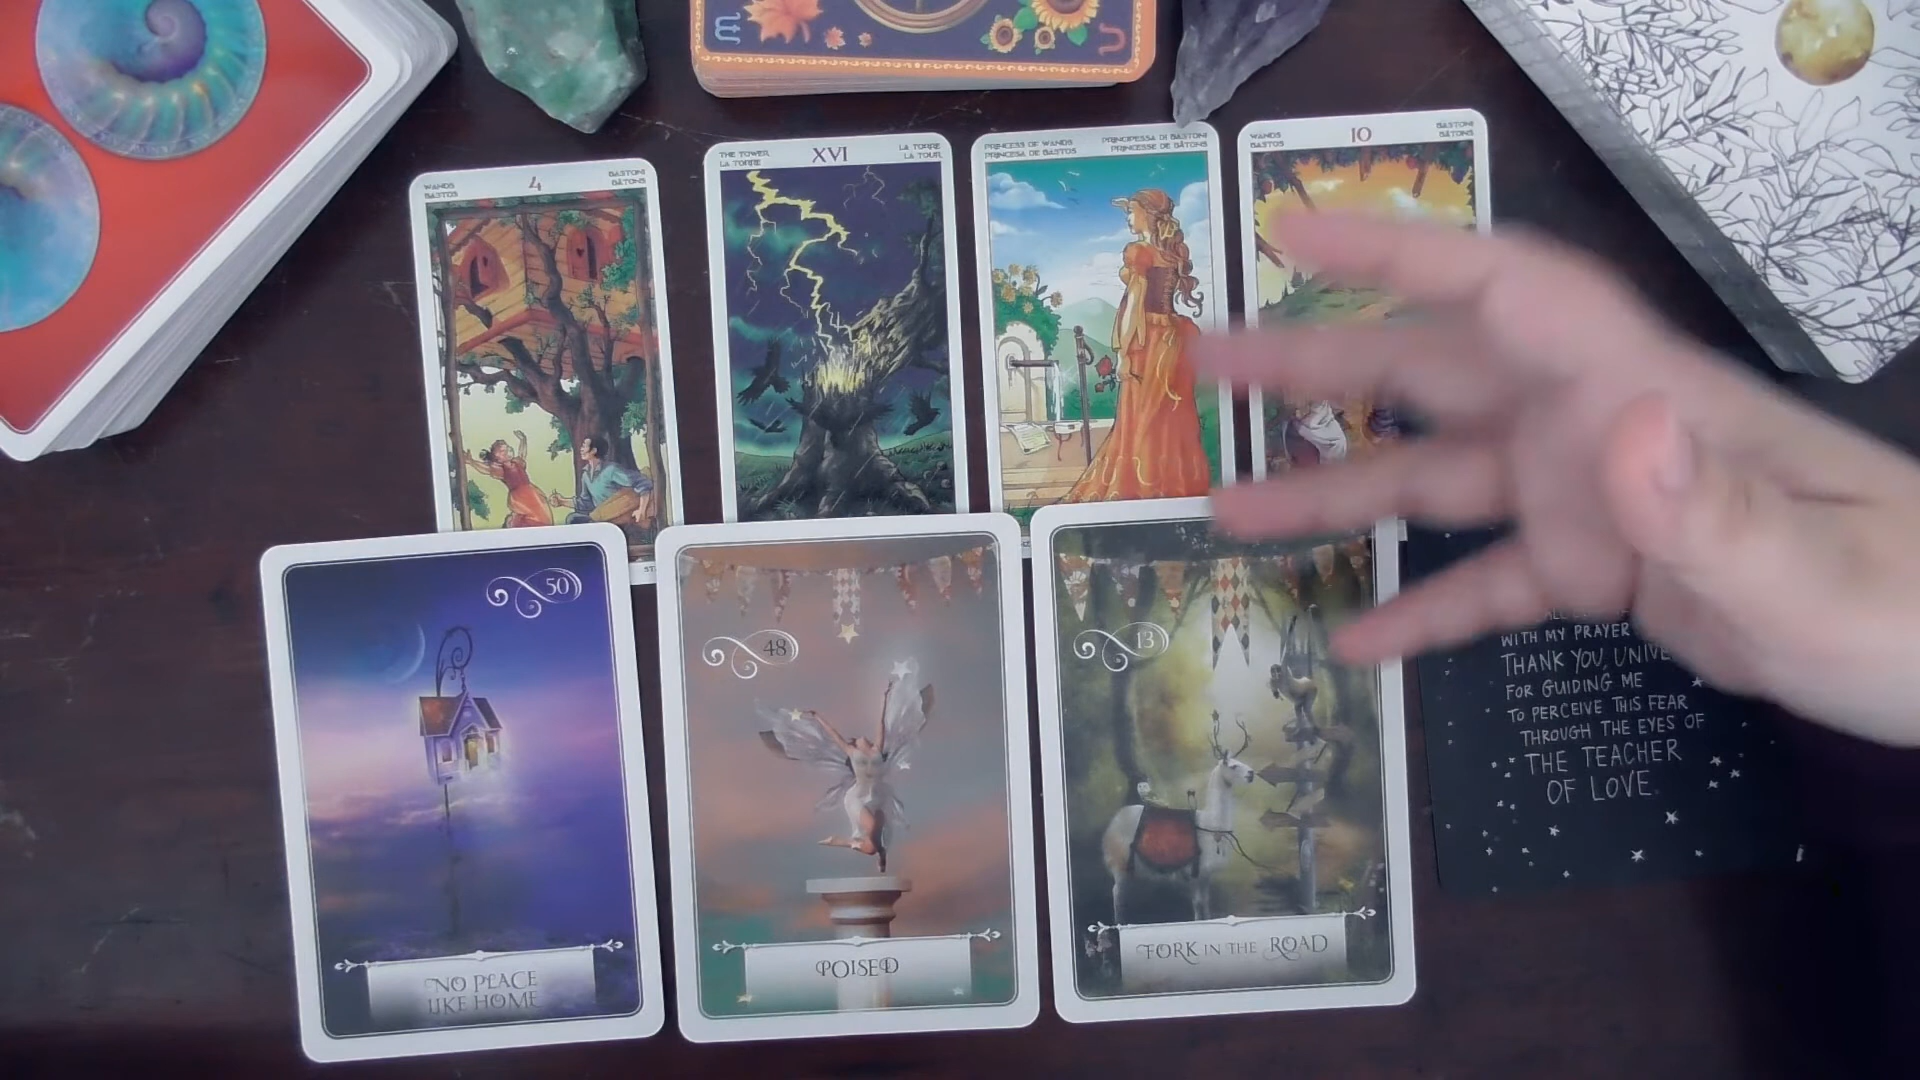 WANDS
BASTOS
4
BASTONI
BÂTONS
THE TOWER
LA TORRE
XVI
LA TORRE
LA TOUR
PRINCESS OF WANDS
PRINCESA DE BASTOS
PRINCIPESSA DI BASTONI
PRINCESSE DE BÂTONS
WANDS
BASTOS
10
BASTONI
BÂTONS
50
NO PLACE
LIKE HOME
48
POISED
13
FORK IN THE ROAD
WITH MY PRAYER
THANK YOU, UNIVE
FOR GUIDING ME
TO PERCEIVE THIS FEAR
THROUGH THE EYES OF
THE TEACHER
OF LOVE.